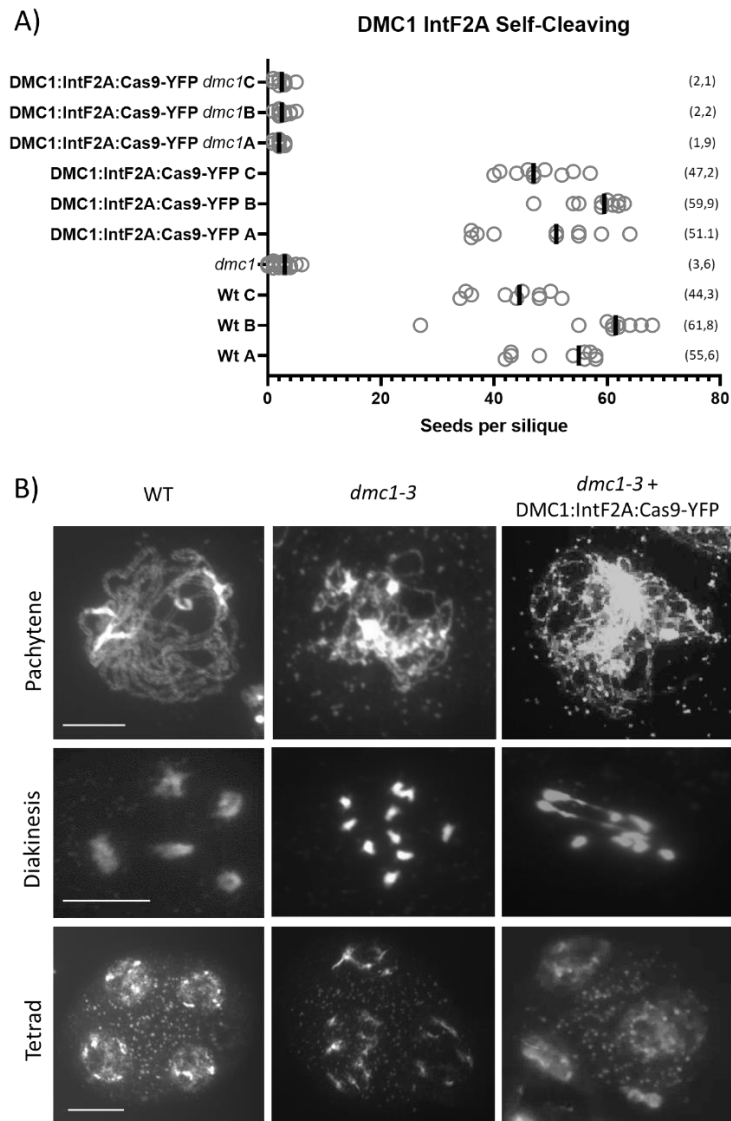 A)
DMC1 IntF2A Self-Cleaving
DMC1:IntF2A:Cas9-YFP dmc1C (2,1)
DMC1:IntF2A:Cas9-YFP dmc1B (2,2)
DMC1:IntF2A:Cas9-YFP dmc1A (1,9)
DMC1:IntF2A:Cas9-YFP C (47,2)
DMC1:IntF2A:Cas9-YFP B (59,9)
DMC1:IntF2A:Cas9-YFP A (51.1)
dmc1 (3,6)
Wt C (44,3)
Wt B (61,8)
Wt A (55,6)
0 20 40 60 80
Seeds per silique
B)
WT
dmc1-3
dmc1-3 +
DMC1:IntF2A:Cas9-YFP
Pachytene
Diakinesis
Tetrad